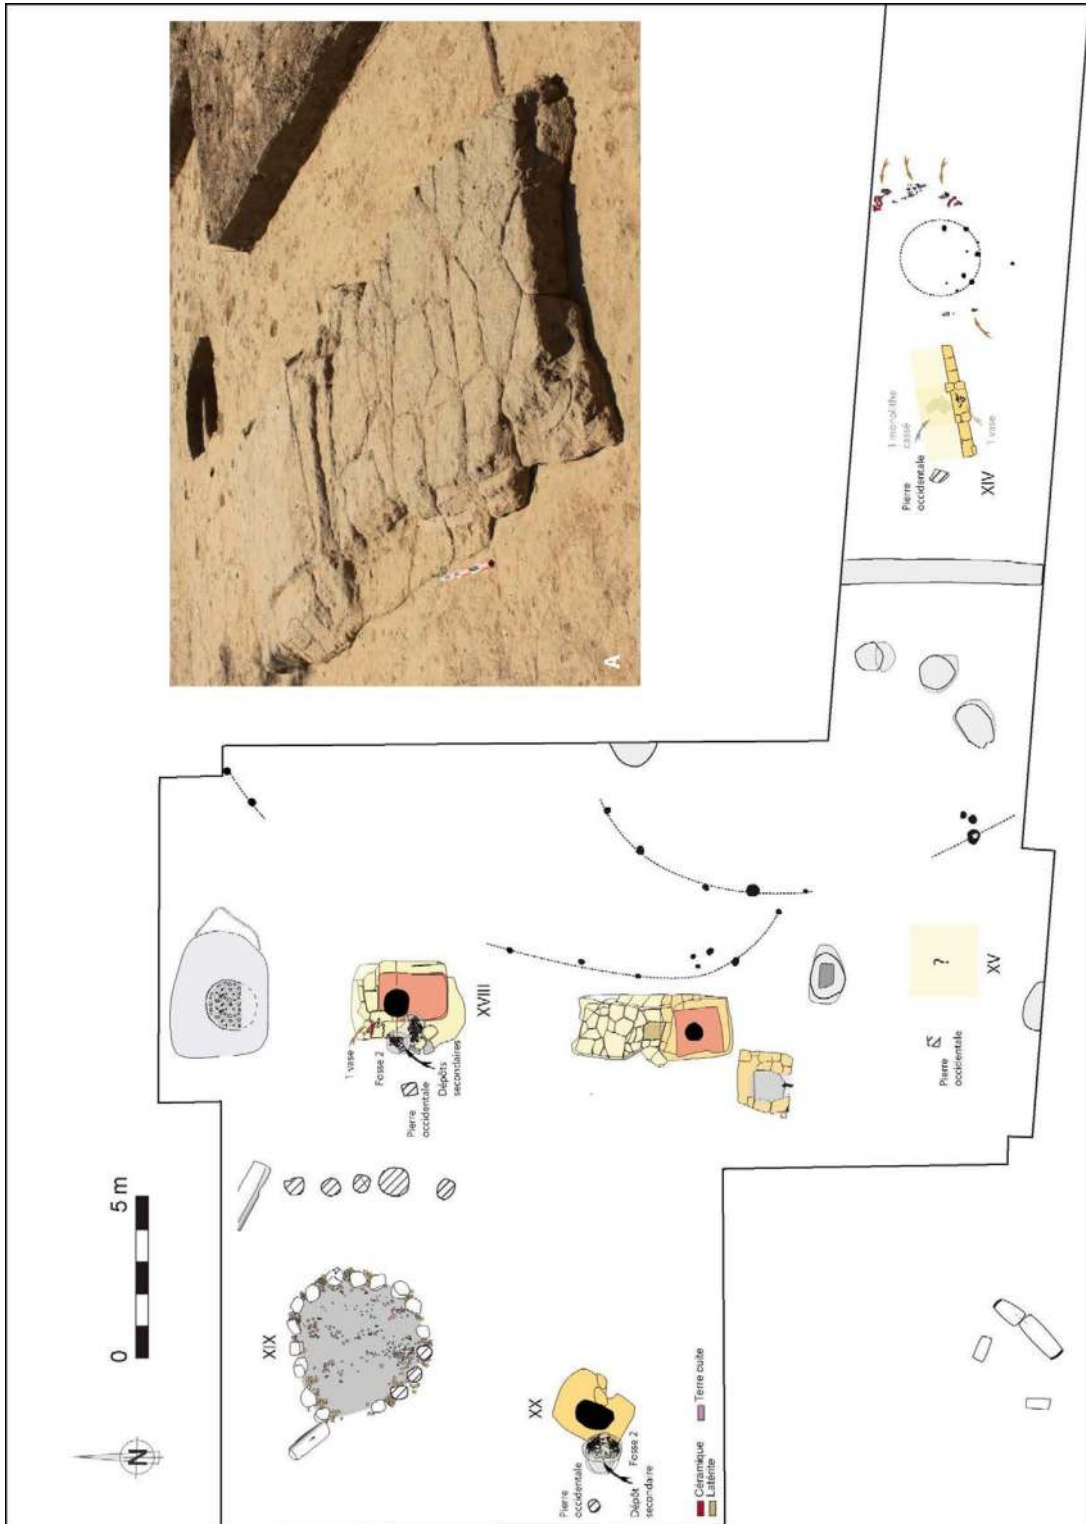 A
1 monolithe
cassé
Pierre
occidentale
1 vase
XIV
1 vase
Fosse 2
XVIII
Pierre
occidentale
Dépôts
secondaires
?
XV
Pierre
occidentale
0
5 m
XIX
N
XX
Pierre
occidentale
Fosse 2
Dépôt
secondaire
Céramique
Terre cuite
Latérite